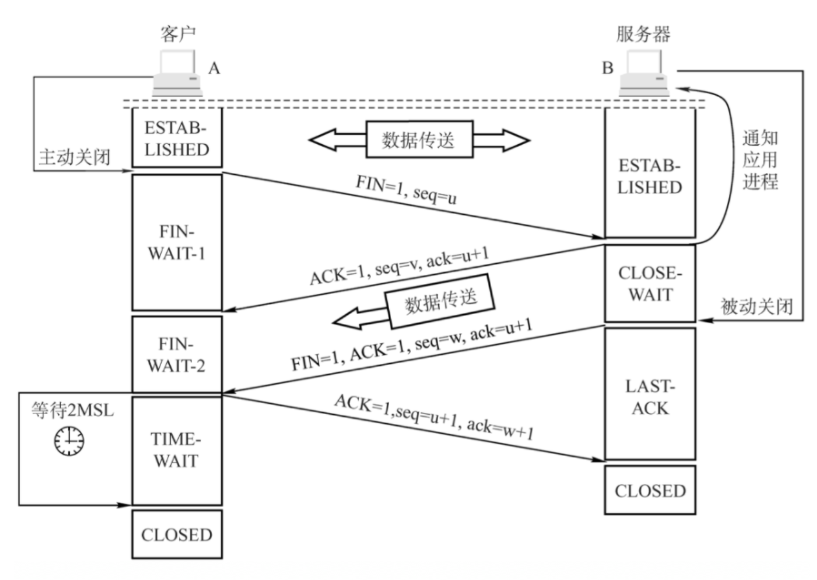 客户
服务器
A
B
ESTAB-
LISHED
数据传送
主动关闭
FIN=1, seq=u
ESTAB-
LISHED
通知
应用
进程
FIN-
WAIT-1
ACK=1, seq=v, ack=u+1
CLOSE-
WAIT
数据传送
被动关闭
FIN-
WAIT-2
FIN=1, ACK=1, seq=w, ack=u+1
LAST-
ACK
等待2MSL
ACK=1,seq=u+1, ack=w+1
TIME-
WAIT
CLOSED
CLOSED